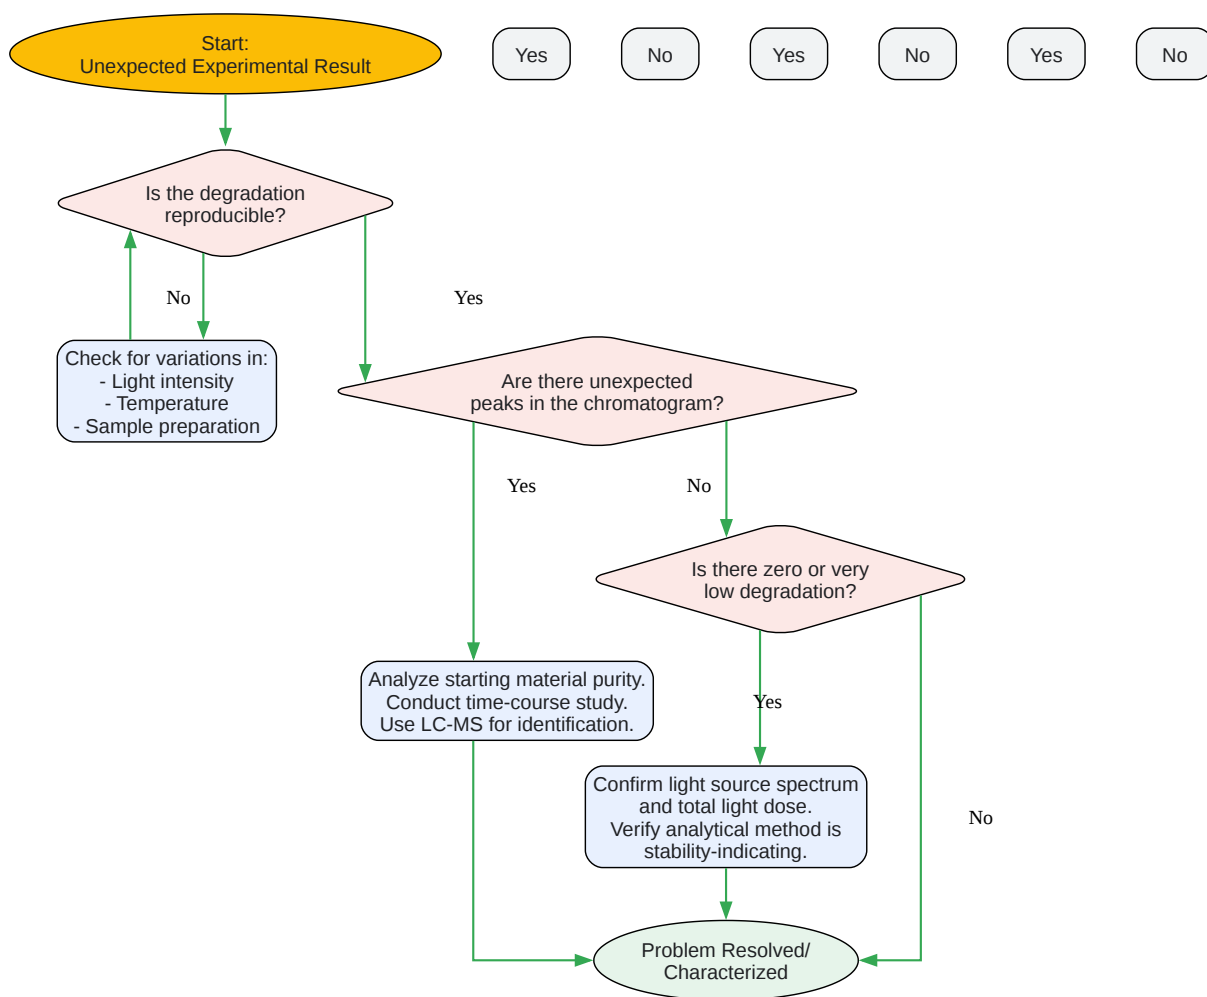 Start:
Unexpected Experimental Result
Yes
No
Yes
No
Yes
No
Is the degradation
reproducible?
No
Yes
Check for variations in:
- Light intensity
- Temperature
- Sample preparation
Are there unexpected
peaks in the chromatogram?
Yes
No
Is there zero or very
low degradation?
Analyze starting material purity.
Conduct time-course study.
Use LC-MS for identification.
Yes
Confirm light source spectrum
and total light dose.
Verify analytical method is
stability-indicating.
No
Problem Resolved/
Characterized